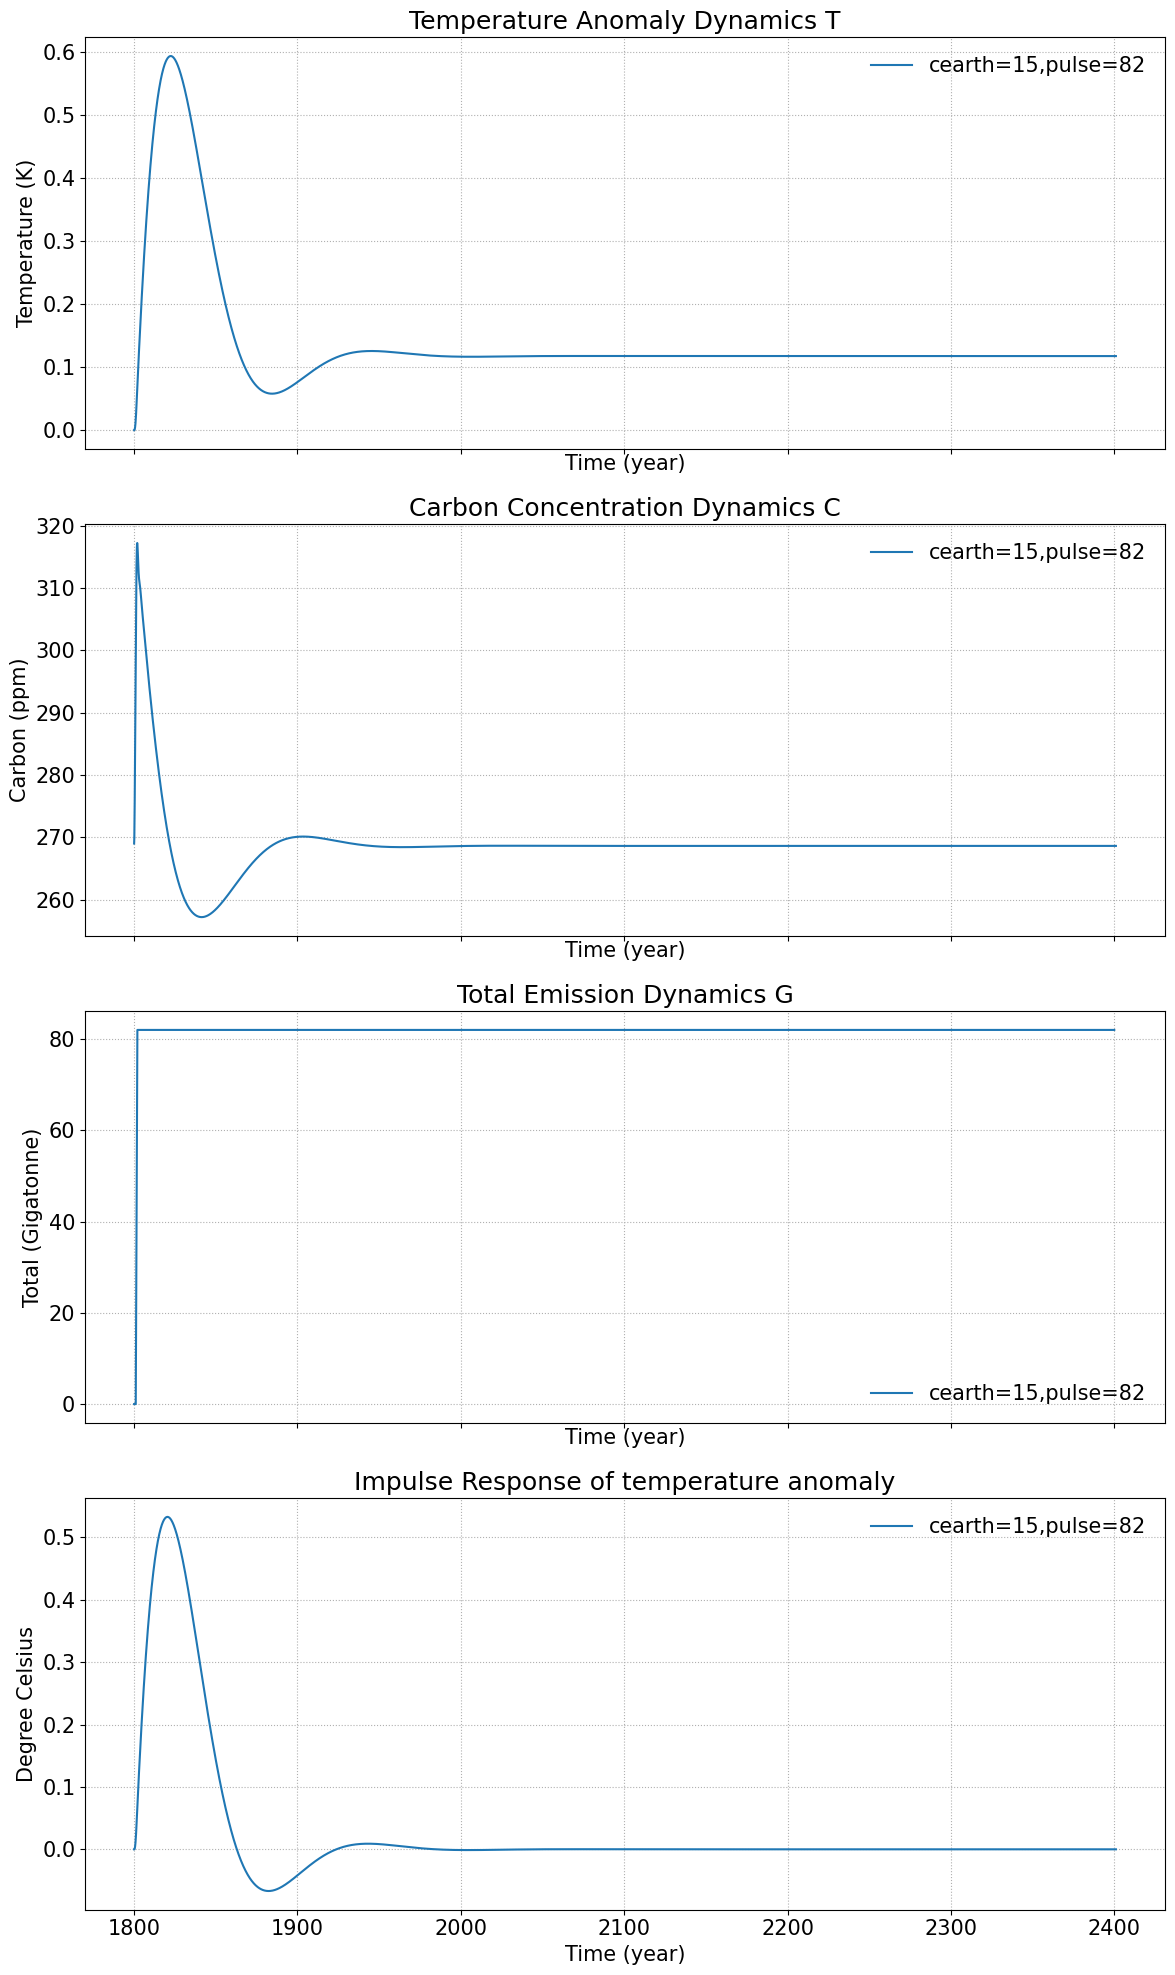 Temperature Anomaly Dynamics T
cearth=15,pulse=82
0.6
0.5
0.4
0.3
0.2
0.1
0.0
Temperature (K)
Time (year)
Carbon Concentration Dynamics C
cearth=15,pulse=82
320
310
300
290
280
270
260
Carbon (ppm)
Time (year)
Total Emission Dynamics G
80
60
40
20
0
Total (Gigatonne)
cearth=15,pulse=82
Time (year)
Impulse Response of temperature anomaly
cearth=15,pulse=82
0.5
0.4
0.3
0.2
0.1
0.0
Degree Celsius
1800 1900 2000 2100 2200 2300 2400
Time (year)